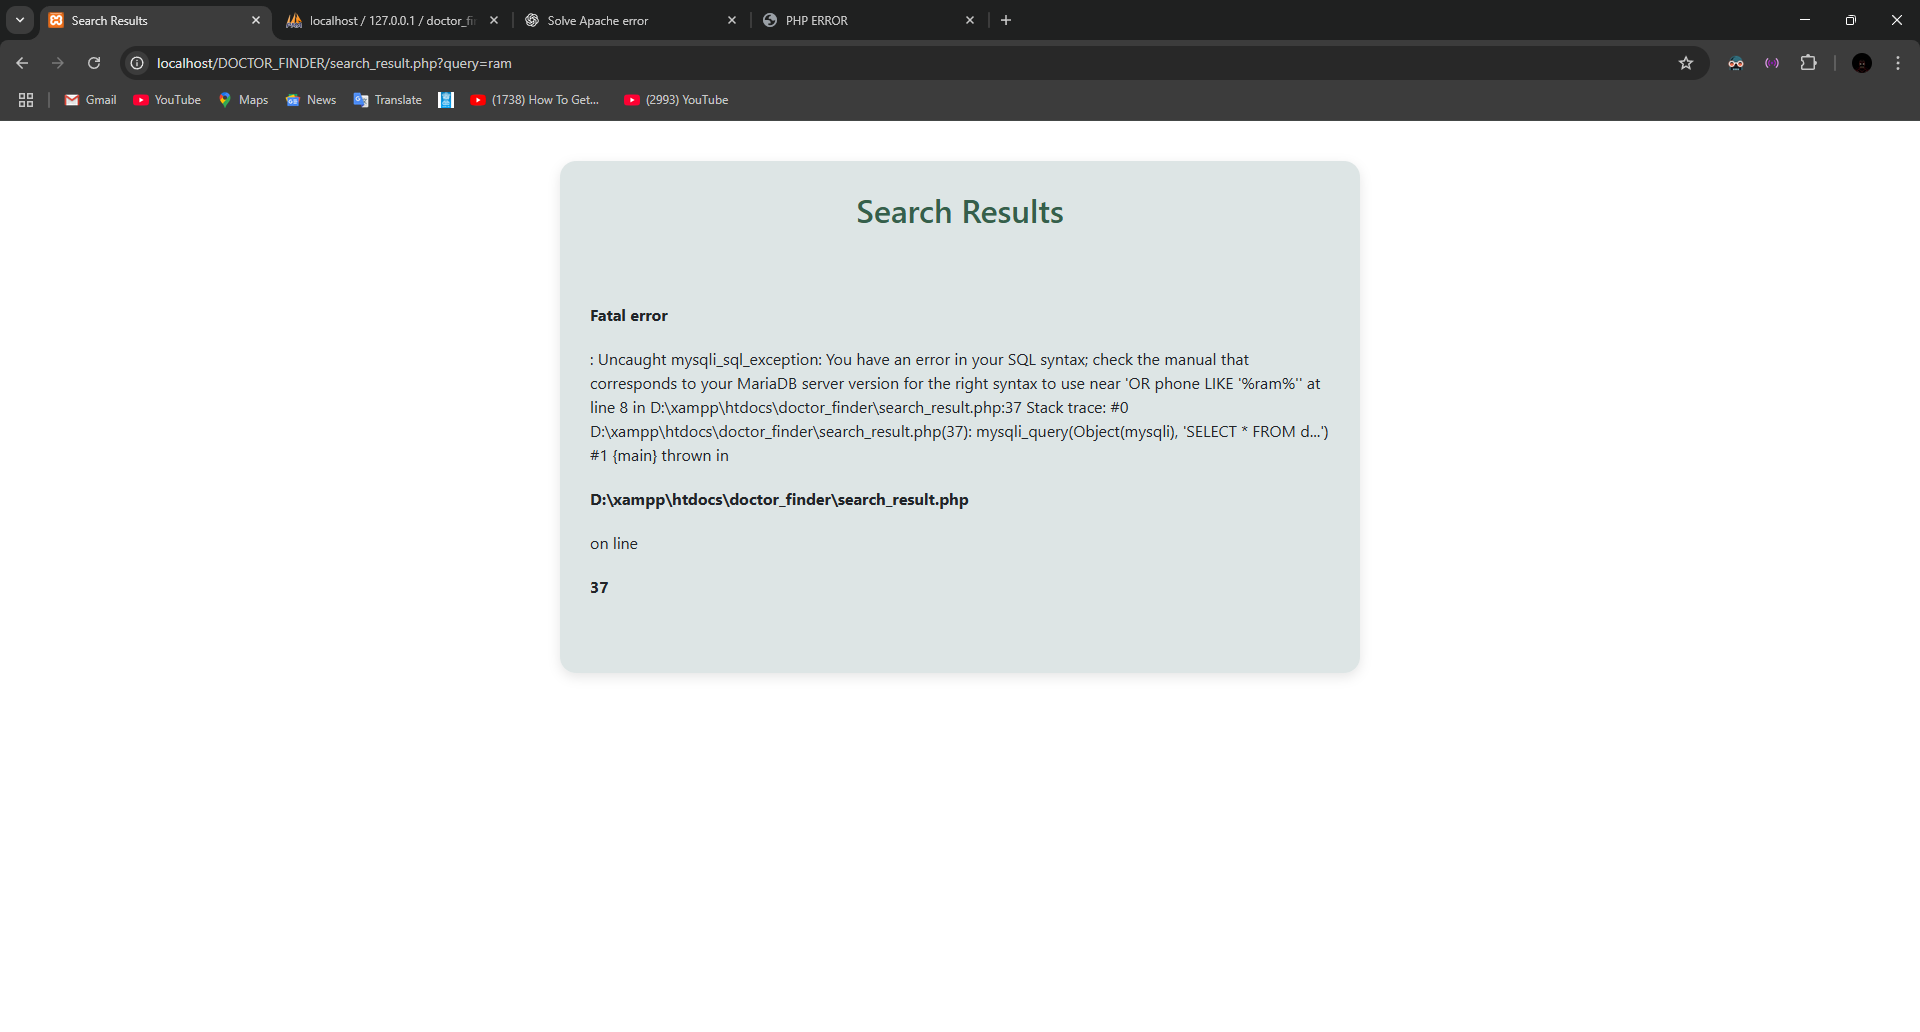 Search Results
localhost / 127.0.0.1 / doctor_fi
Solve Apache error
PHP ERROR
localhost/DOCTOR_FINDER/search_result.php?query=ram
Gmail
YouTube
Maps
News
Translate
(1738) How To Get...
(2993) YouTube
Search Results
Fatal error
: Uncaught mysqli_sql_exception: You have an error in your SQL syntax; check the manual that
corresponds to your MariaDB server version for the right syntax to use near 'OR phone LIKE '%ram%'' at
line 8 in D:\xampp\htdocs\doctor_finder\search_result.php:37 Stack trace: #0
D:\xampp\htdocs\doctor_finder\search_result.php(37): mysqli_query(Object(mysqli), 'SELECT * FROM d...')
#1 {main} thrown in
D:\xampp\htdocs\doctor_finder\search_result.php
on line
37